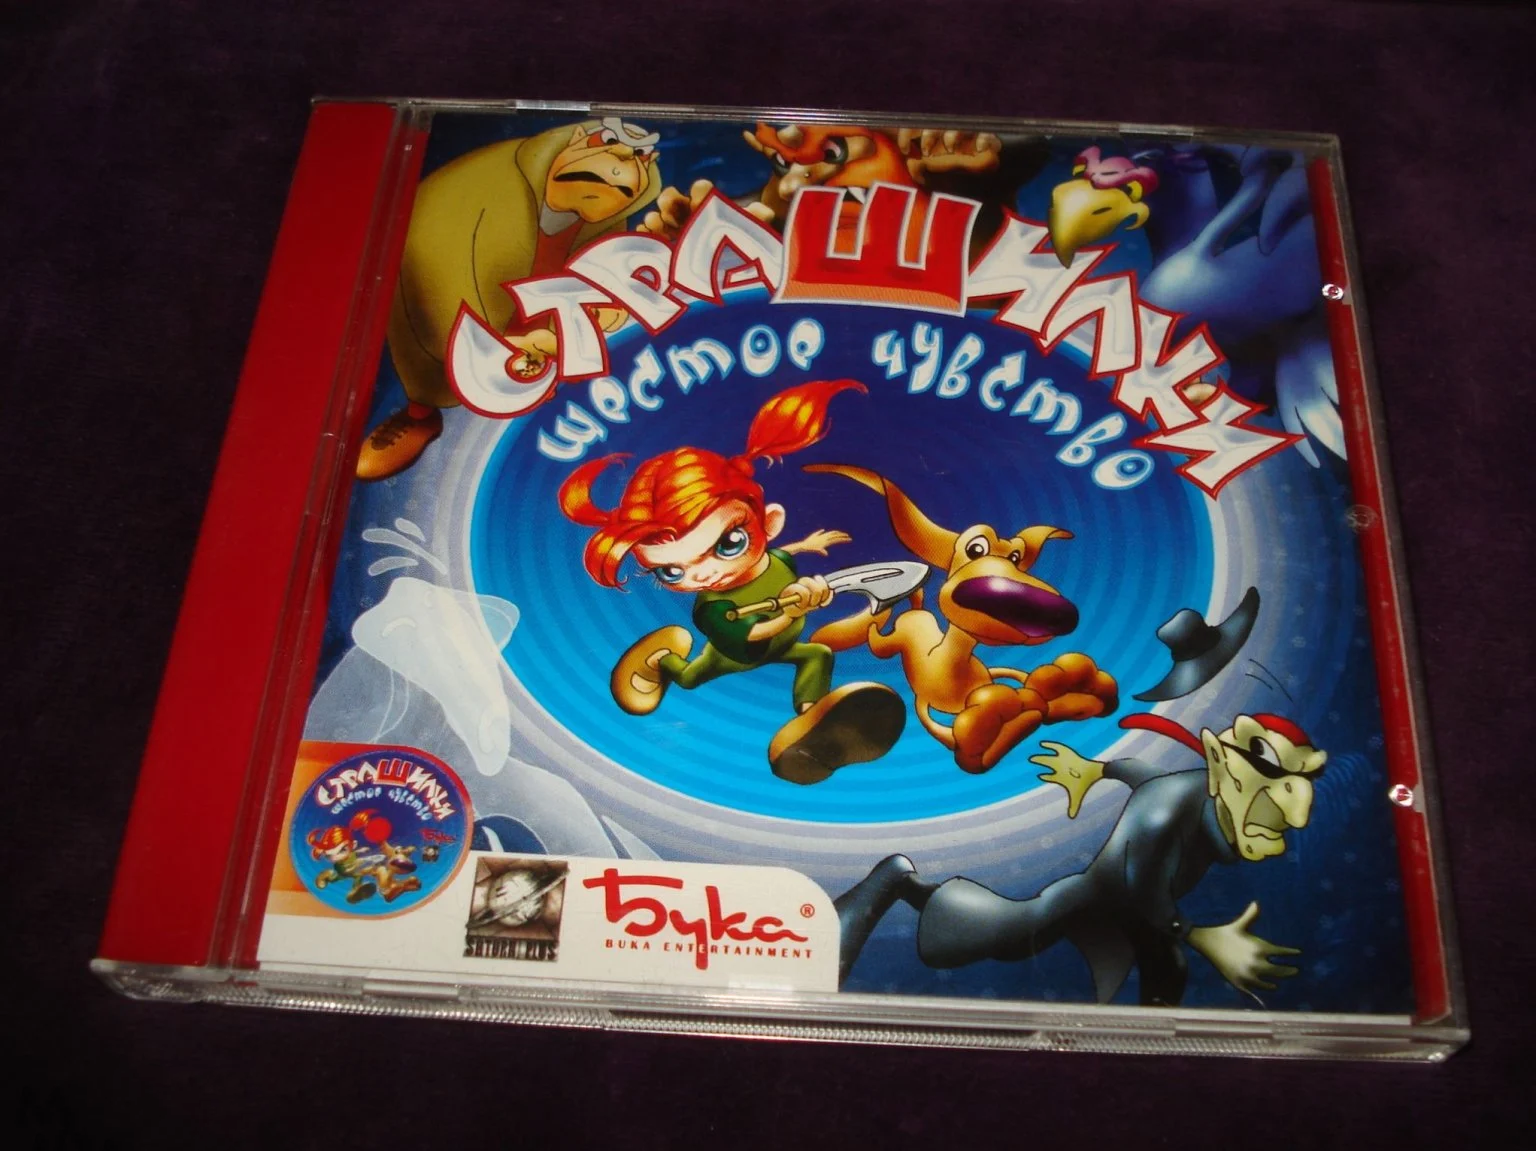 СТРАШИЛКИ
шестое чувство
СТРАШИЛКИ
шестое чувство
Бука
SATURN PLUS
Бука®
BUKA ENTERTAINMENT